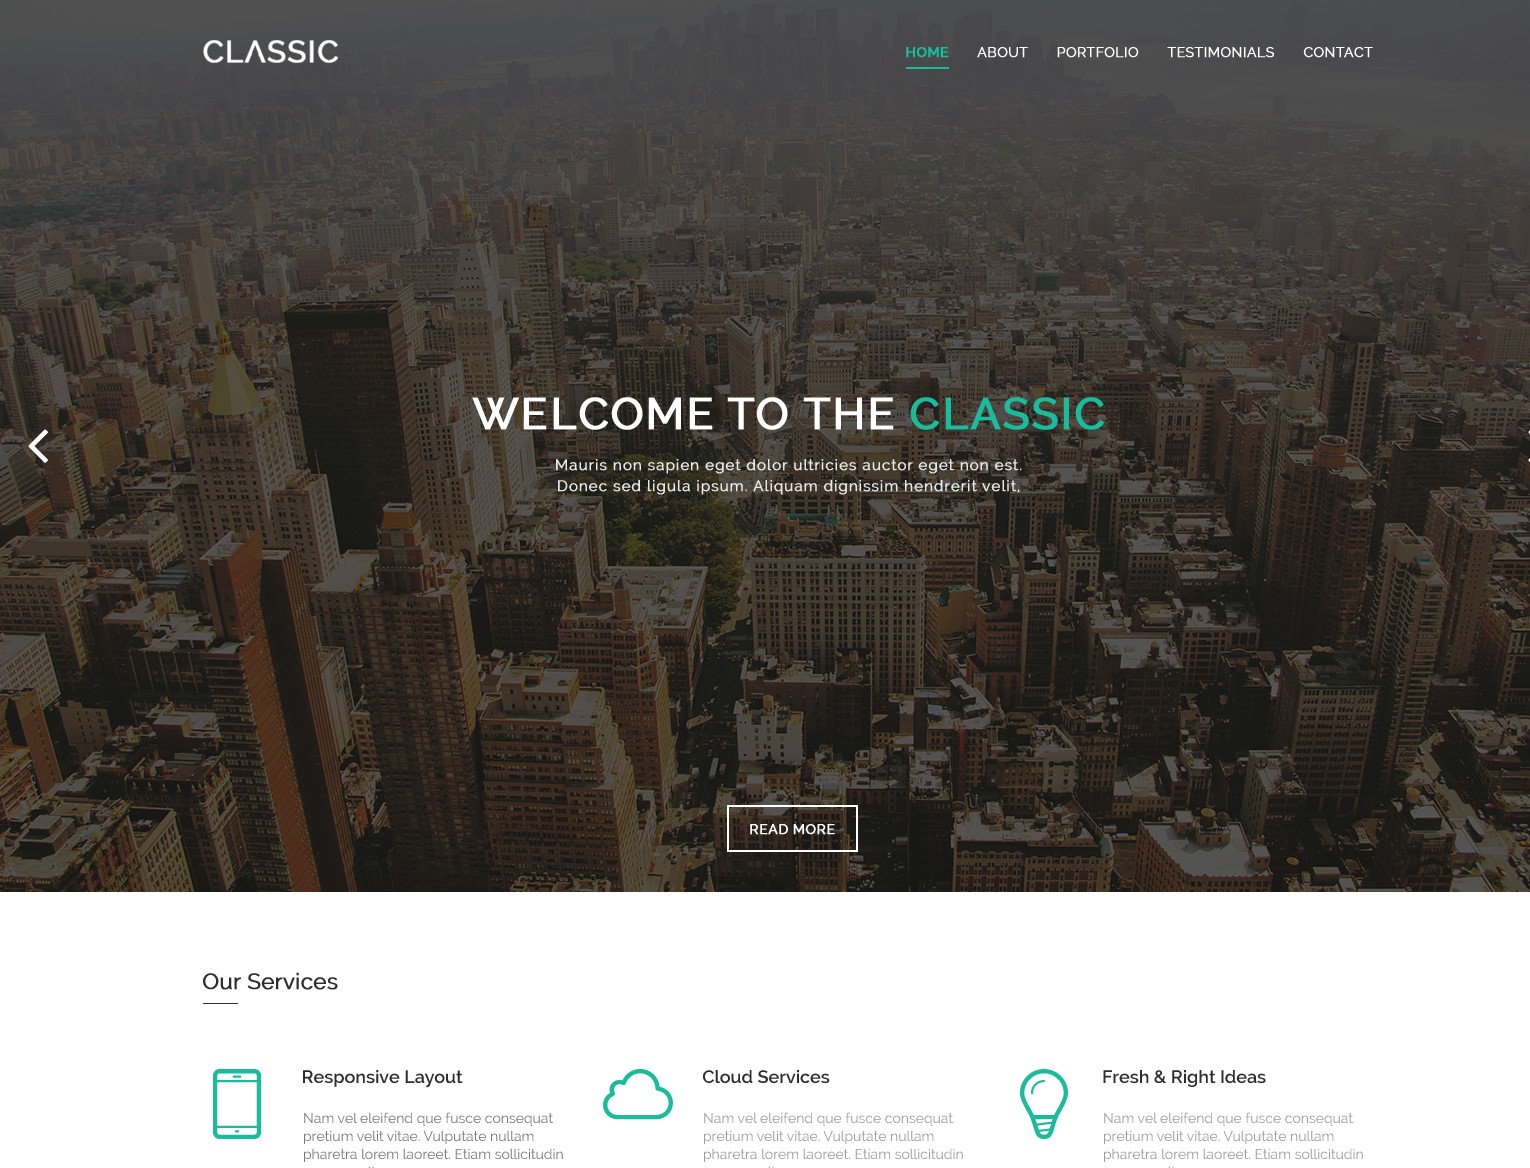 CLASSIC
HOME ABOUT PORTFOLIO TESTIMONIALS CONTACT
WELCOME TO THE CLASSIC
Mauris non sapien eget dolor ultricies auctor eget non est.
Donec sed ligula ipsum. Aliquam dignissim hendrerit velit,
READ MORE
Our Services
Responsive Layout
Nam vel eleifend que fusce consequat
pretium velit vitae. Vulputate nullam
pharetra lorem laoreet. Etiam sollicitudin
Cloud Services
Nam vel eleifend que fusce consequat
pretium velit vitae. Vulputate nullam
pharetra lorem laoreet. Etiam sollicitudin
Fresh & Right Ideas
Nam vel eleifend que fusce consequat
pretium velit vitae. Vulputate nullam
pharetra lorem laoreet. Etiam sollicitudin